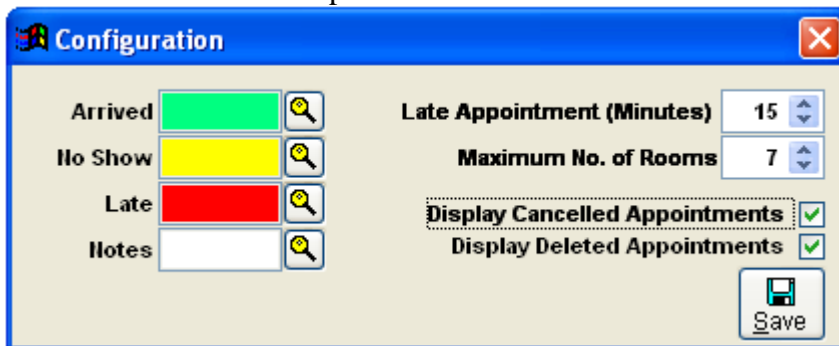 Configuration
Arrived
No Show
Late
Notes
Late Appointment (Minutes) 15
Maximum No. of Rooms 7
Display Cancelled Appointments
Display Deleted Appointments
Save